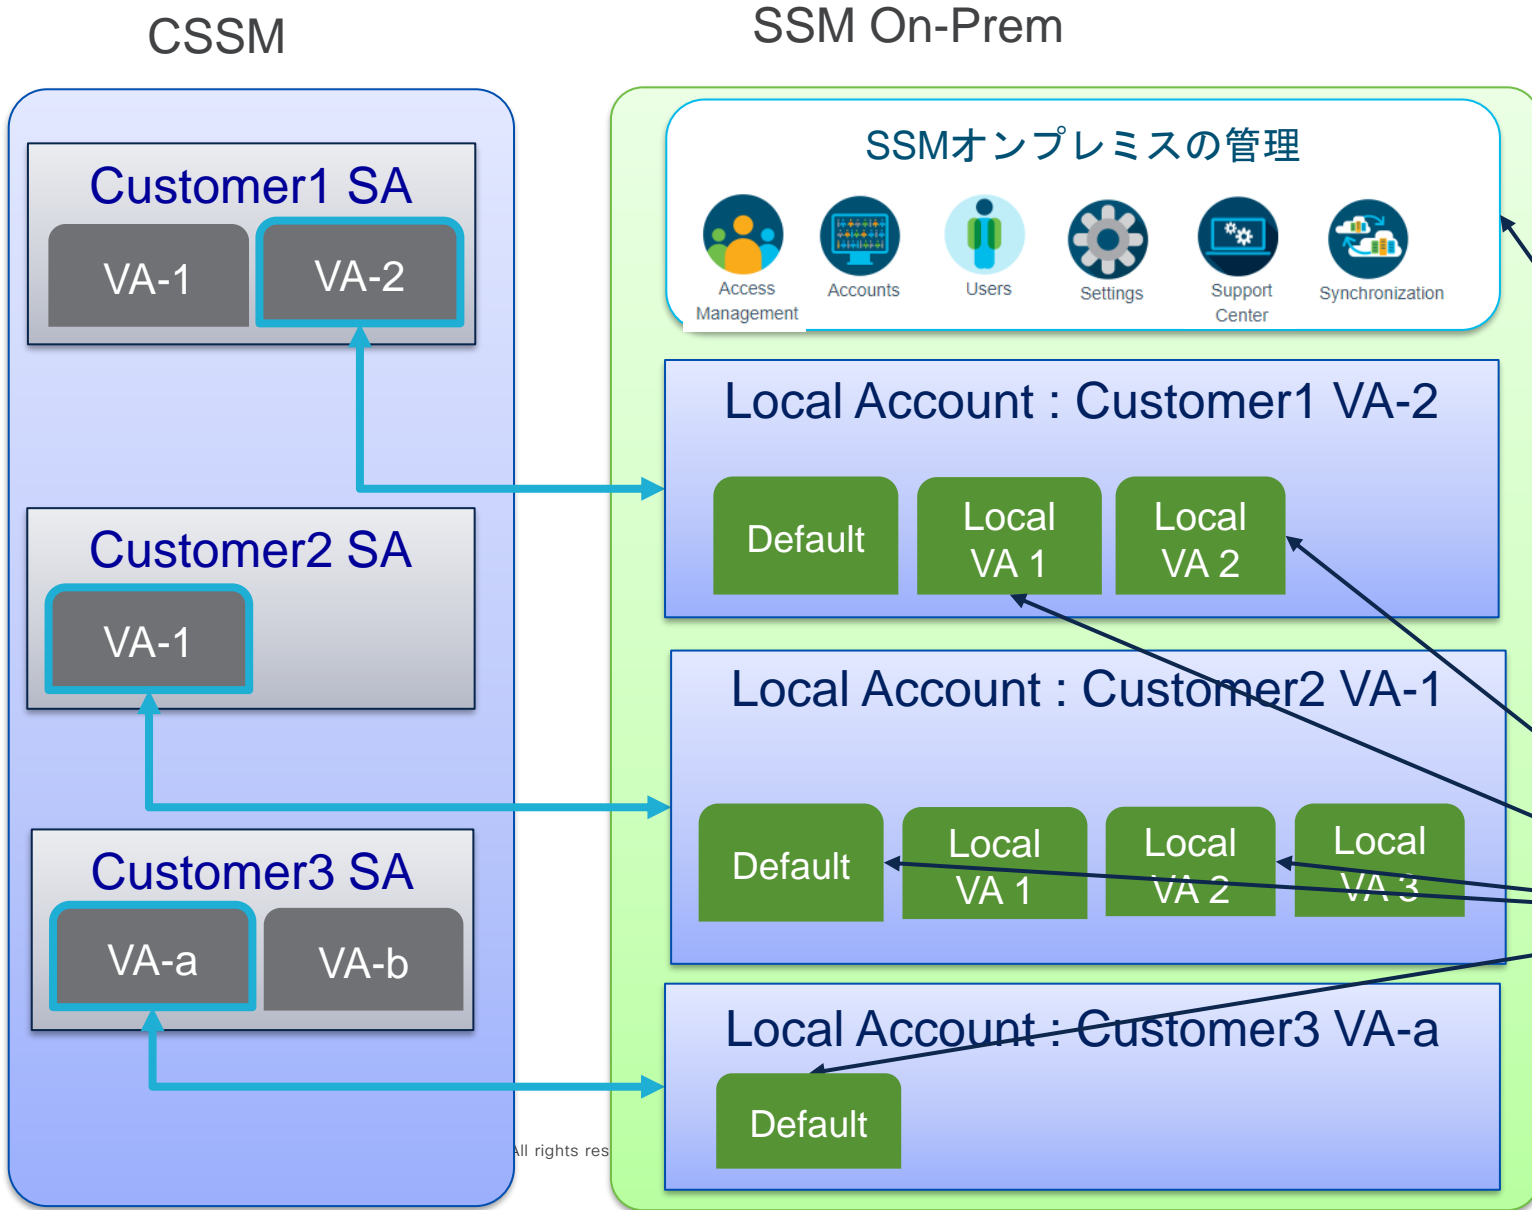 CSSM
SSM On-Prem
Customer1 SA
VA-1
VA-2
Customer2 SA
VA-1
Customer3 SA
VA-a
VA-b
SSMオンプレミスの管理
Access
Management
Accounts
Users
Settings
Support
Center
Synchronization
Local Account : Customer1 VA-2
Default
Local
VA 1
Local
VA 2
Local Account : Customer2 VA-1
Default
Local
VA 1
Local
VA 2
Local
VA 3
Local Account : Customer3 VA-a
Default
All rights res